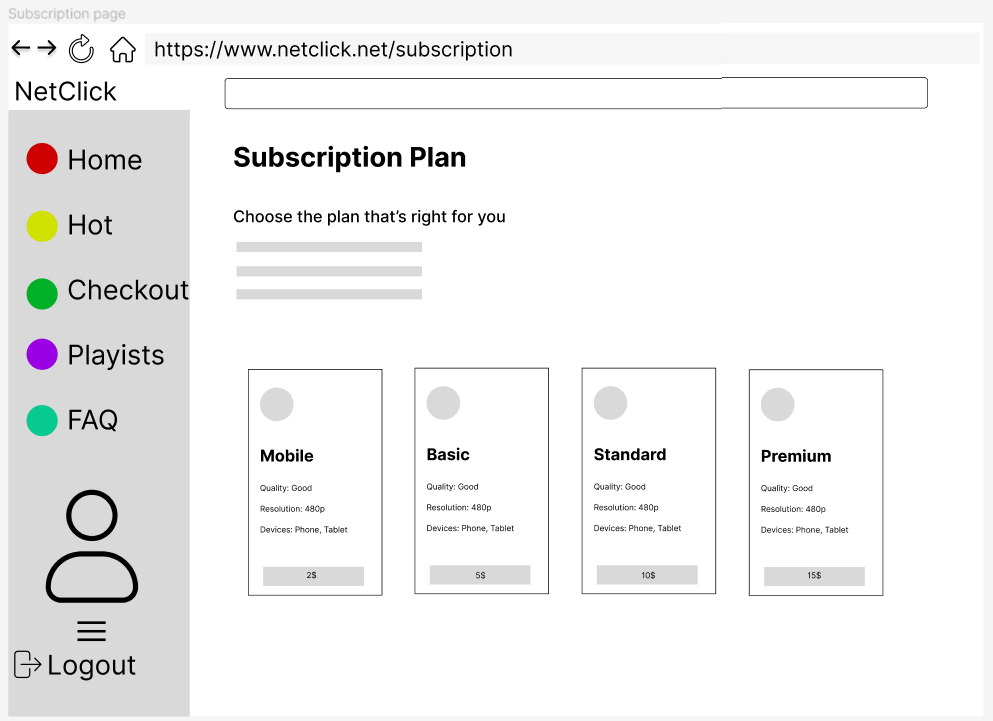 Subscription page
https://www.netclick.net/subscription
NetClick
Home
Hot
Checkout
Playists
FAQ
Logout
Subscription Plan
Choose the plan that's right for you
Mobile
Quality: Good
Resolution: 480p
Devices: Phone, Tablet
2$
Basic
Quality: Good
Resolution: 480p
Devices: Phone, Tablet
5$
Standard
Quality: Good
Resolution: 480p
Devices: Phone, Tablet
10$
Premium
Quality: Good
Resolution: 480p
Devices: Phone, Tablet
15$